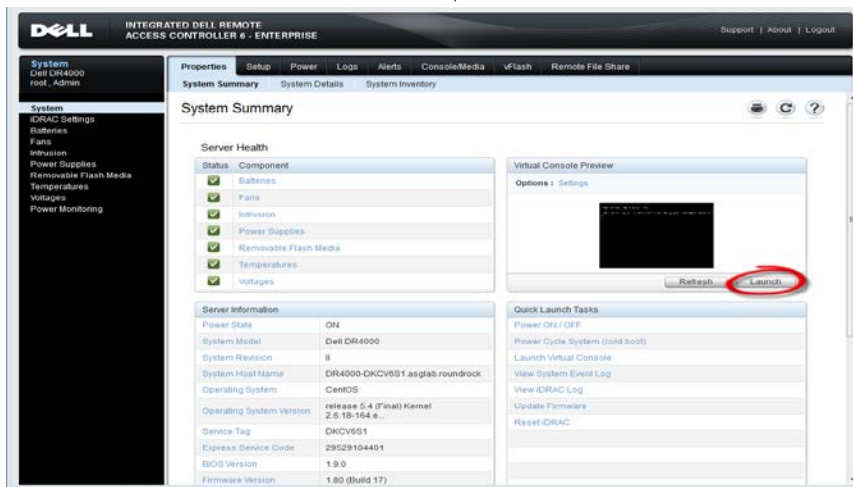 DELL
INTEGRATED DELL REMOTE
ACCESS CONTROLLER 6 - ENTERPRISE
Support | About | Logout
System
Dell DR4000
root , Admin
System
iDRAC Settings
Batteries
Fans
Intrusion
Power Supplies
Removable Flash Media
Temperatures
Voltages
Power Monitoring
Properties Setup Power Logs Alerts Console/Media vFlash Remote File Share
System Summary System Details System Inventory
System Summary
Server Health
Status Component
Batteries
Fans
Intrusion
Power Supplies
Removable Flash Media
Temperatures
Voltages
Virtual Console Preview
Options : Settings
Refresh Launch
Server Information
Power State ON
System Model Dell DR4000
System Revision II
System Host Name DR4000-DKCV6S1.asglab.roundrock
Operating System CentOS
Operating System Version release 5.4 (Final) Kernel
2.6.18-164.e...
Service Tag DKCV6S1
Express Service Code 29529104401
BIOS Version 1.9.0
Firmware Version 1.80 (Build 17)
Quick Launch Tasks
Power ON / OFF
Power Cycle System (cold boot)
Launch Virtual Console
View System Event Log
View iDRAC Log
Update Firmware
Reset iDRAC